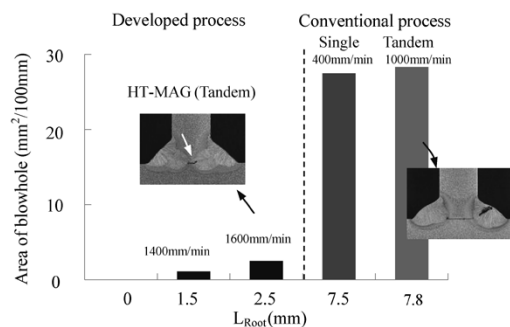 Developed process
Conventional process
Single
400mm/min
Tandem
1000mm/min
HT-MAG (Tandem)
1400mm/min
1600mm/min
Area of blowhole (mm²/100mm)
30
20
10
0
0 1.5 2.5 7.5 7.8
L_Root(mm)